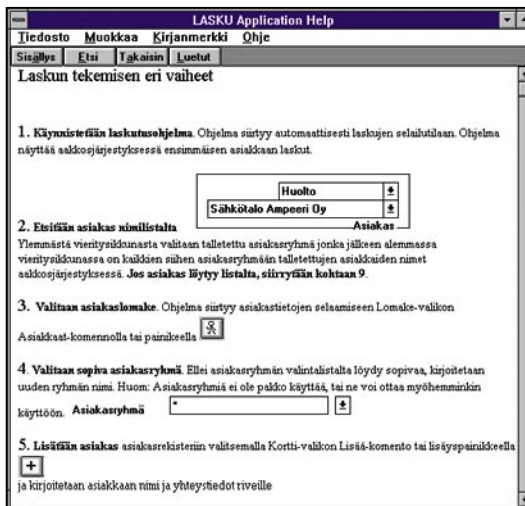 LASKU Application Help
Tiedosto Muokkaa Kirjanmerkki Ohje
Sisällys Etsi Takaisin Luetut
Laskun tekemisen eri vaiheet
1. Käynnistetään laskutusohjelma. Ohjelma siirtyy automaattisesti laskujen selailutilaan. Ohjelma
näyttää aakkosjärjestyksessä ensimmäisen asiakkaan laskut.
Huolto
Sähkötalo Ampeeri Oy
Asiakas
2. Etsitään asiakas nimilistalta
Ylemmästä vieritysikkunasta valitaan talletettu asiakasryhmä jonka jälkeen alemmassa
vieritysikkunassa on kaikkien siihen asiakasryhmään talletettujen asiakkaiden nimet
aakkosjärjestyksessä. Jos asiakas löytyy listalta, siirrytään kohtaan 9.
3. Valitaan asiakaslomake. Ohjelma siirtyy asiakastietojen selaamiseen Lomake-valikon
Asiakkaat-komennolla tai painikeella
4. Valitaan sopiva asiakasryhmä. Ellei asiakasryhmän valintalistalta löydy sopivaa, kirjoitetaan
uuden ryhmän nimi. Huom: Asiakasryhmiä ei ole pakko käyttää, tai ne voi ottaa myöhemminkin
käyttöön. Asiakasryhmä *
5. Lisätään asiakas asiakasrekisteriin valitsemalla Kortti-valikon Lisää-komento tai lisäyspainikkeella
+
ja kirjoitetaan asiakkaan nimi ja yhteystiedot riveille